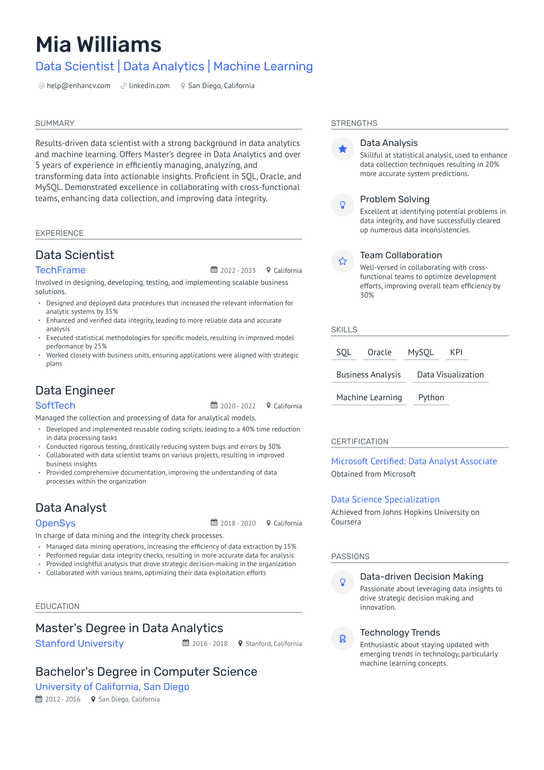 Mia Williams
Data Scientist | Data Analytics | Machine Learning
help@enhancv.com linkedin.com San Diego, California
SUMMARY
Results-driven data scientist with a strong background in data analytics
and machine learning. Offers Master's degree in Data Analytics and over
5 years of experience in efficiently managing, analyzing, and
transforming data into actionable insights. Proficient in SQL, Oracle, and
MySQL. Demonstrated excellence in collaborating with cross-functional
teams, enhancing data collection, and improving data integrity.
EXPERIENCE
Data Scientist
TechFrame 2022 - 2023 California
Involved in designing, developing, testing, and implementing scalable business
solutions.
• Designed and deployed data procedures that increased the relevant information for
analytic systems by 35%
• Enhanced and verified data integrity, leading to more reliable data and accurate
analysis
• Executed statistical methodologies for specific models, resulting in improved model
performance by 25%
• Worked closely with business units, ensuring applications were aligned with strategic
plans
Data Engineer
SoftTech 2020 - 2022 California
Managed the collection and processing of data for analytical models.
• Developed and implemented reusable coding scripts, leading to a 40% time reduction
in data processing tasks
• Conducted rigorous testing, drastically reducing system bugs and errors by 30%
• Collaborated with data scientist teams on various projects, resulting in improved
business insights
• Provided comprehensive documentation, improving the understanding of data
processes within the organization
Data Analyst
OpenSys 2018 - 2020 California
In charge of data mining and the integrity check processes.
• Managed data mining operations, increasing the efficiency of data extraction by 15%
• Performed regular data integrity checks, resulting in more accurate data for analysis
• Provided insightful analysis that drove strategic decision-making in the organization
• Collaborated with various teams, optimizing their data exploitation efforts
EDUCATION
Master's Degree in Data Analytics
Stanford University 2016 - 2018 Stanford, California
Bachelor's Degree in Computer Science
University of California, San Diego
2012 - 2016 San Diego, California
STRENGTHS
Data Analysis
Skillful at statistical analysis, used to enhance
data collection techniques resulting in 20%
more accurate system predictions.
Problem Solving
Excellent at identifying potential problems in
data integrity, and have successfully cleared
up numerous data inconsistencies.
Team Collaboration
Well-versed in collaborating with cross-
functional teams to optimize development
efforts, improving overall team efficiency by
30%
SKILLS
SQL Oracle MySQL KPI
Business Analysis Data Visualization
Machine Learning Python
CERTIFICATION
Microsoft Certified: Data Analyst Associate
Obtained from Microsoft
Data Science Specialization
Achieved from Johns Hopkins University on
Coursera
PASSIONS
Data-driven Decision Making
Passionate about leveraging data insights to
drive strategic decision making and
innovation.
Technology Trends
Enthusiastic about staying updated with
emerging trends in technology, particularly
machine learning concepts.